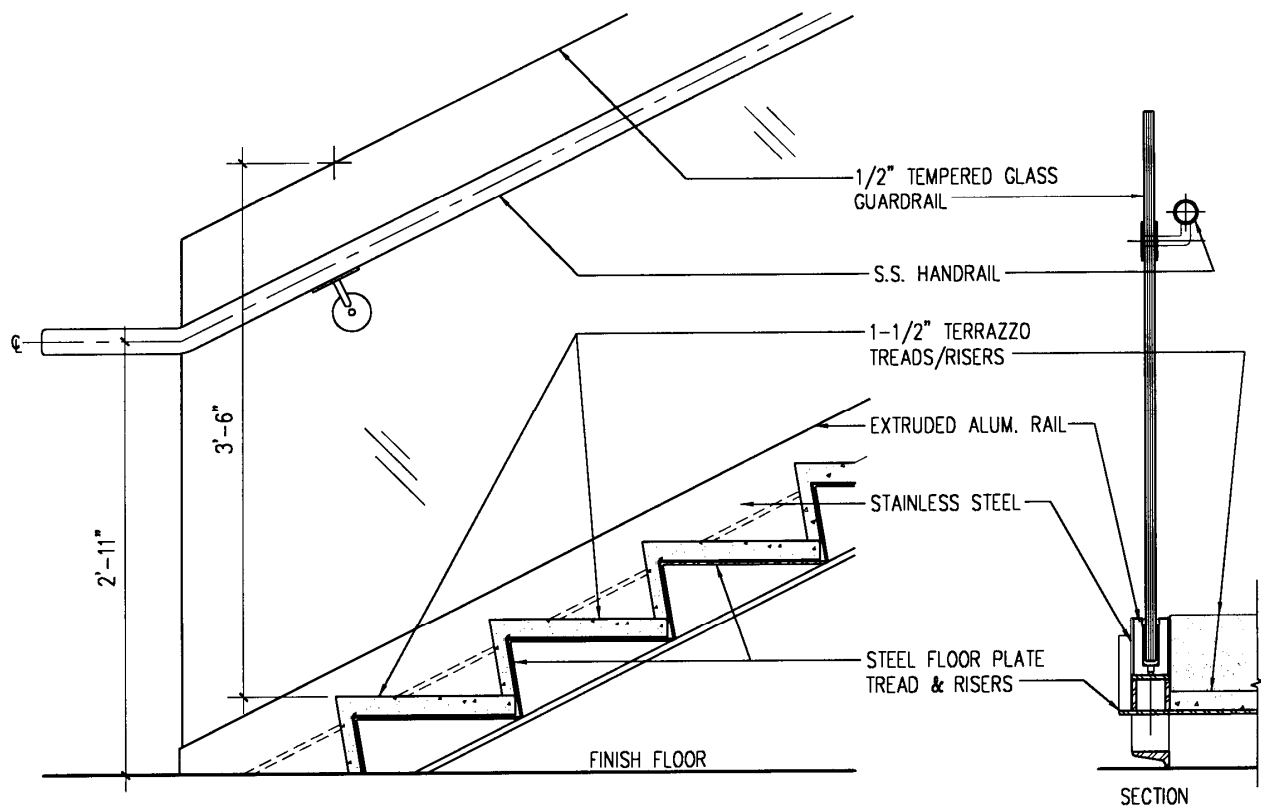 1/2" TEMPERED GLASS
GUARDRAIL
S.S. HANDRAIL
℄
1-1/2" TERRAZZO
TREADS/RISERS
3'-6"
2'-11"
EXTRUDED ALUM. RAIL
STAINLESS STEEL
STEEL FLOOR PLATE
TREAD & RISERS
FINISH FLOOR
SECTION